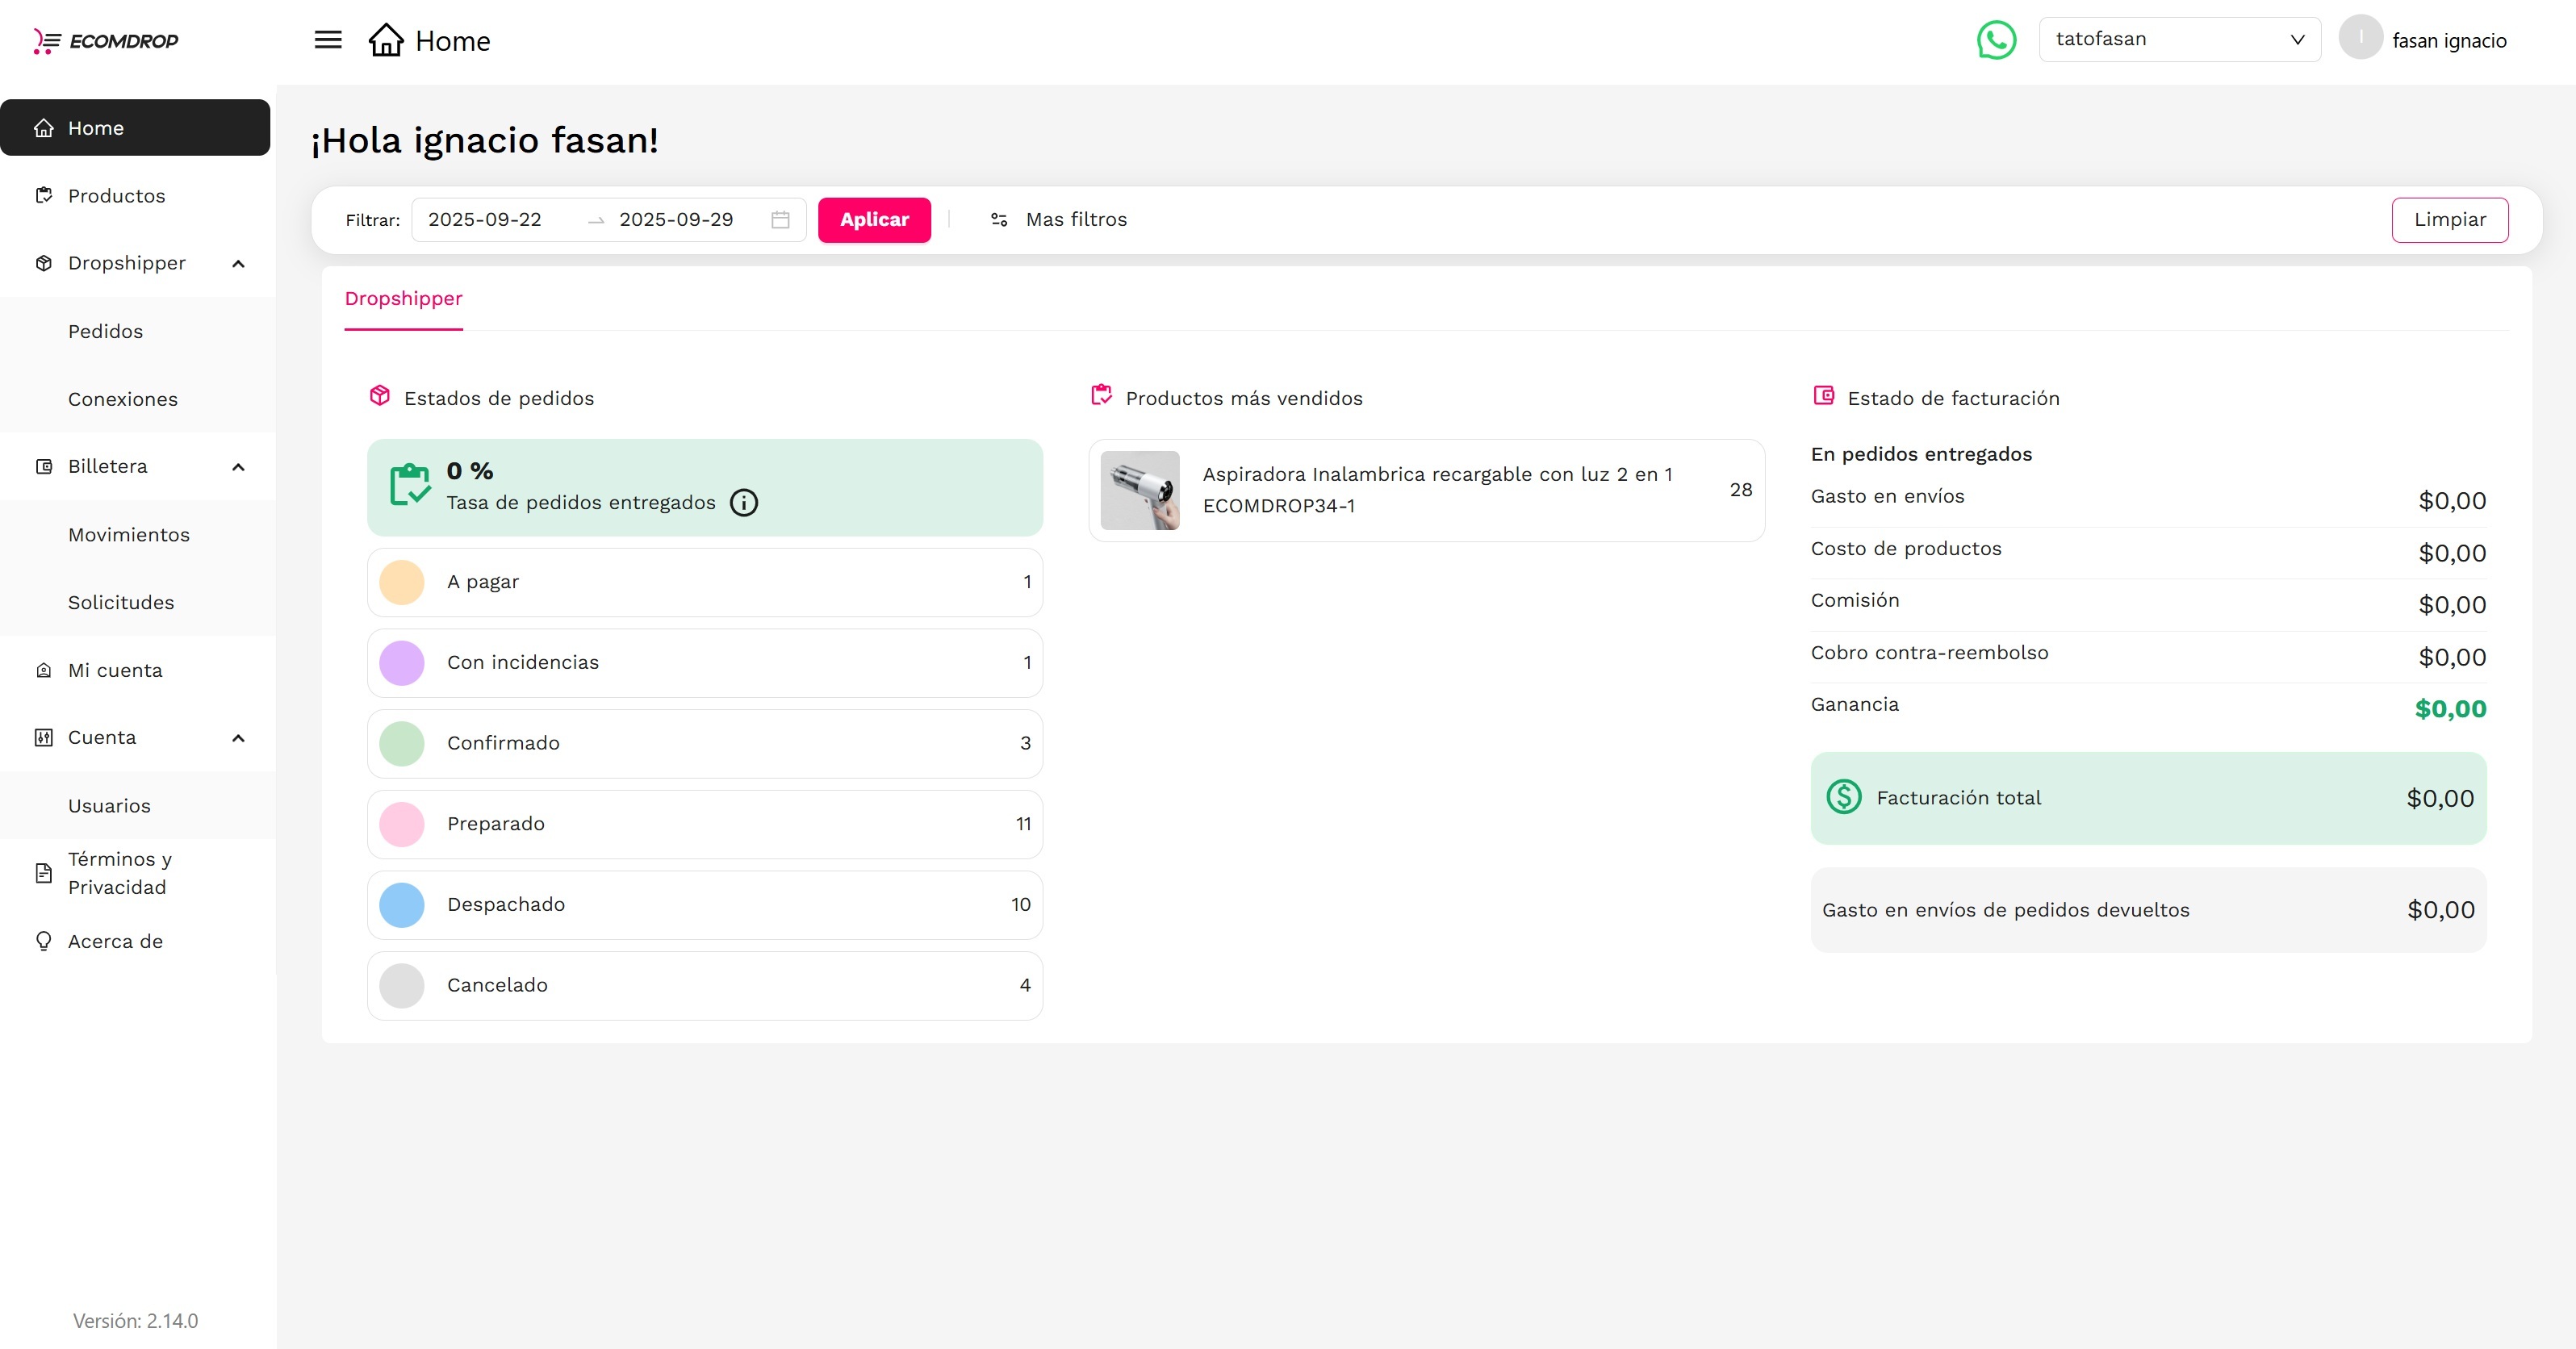 ECOMDROP
Home
tatofasan
I
fasan ignacio
Home
Productos
Dropshipper
Pedidos
Conexiones
Billetera
Movimientos
Solicitudes
Mi cuenta
Cuenta
Usuarios
Términos y
Privacidad
Acerca de
Versión: 2.14.0
¡Hola ignacio fasan!
Filtrar: 2025-09-22 2025-09-29 Aplicar Mas filtros Limpiar
Dropshipper
Estados de pedidos
0 %
Tasa de pedidos entregados
A pagar 1
Con incidencias 1
Confirmado 3
Preparado 11
Despachado 10
Cancelado 4
Productos más vendidos
Aspiradora Inalambrica recargable con luz 2 en 1
ECOMDROP34-1
28
Estado de facturación
En pedidos entregados
Gasto en envíos $0,00
Costo de productos $0,00
Comisión $0,00
Cobro contra-reembolso $0,00
Ganancia $0,00
Facturación total $0,00
Gasto en envíos de pedidos devueltos $0,00